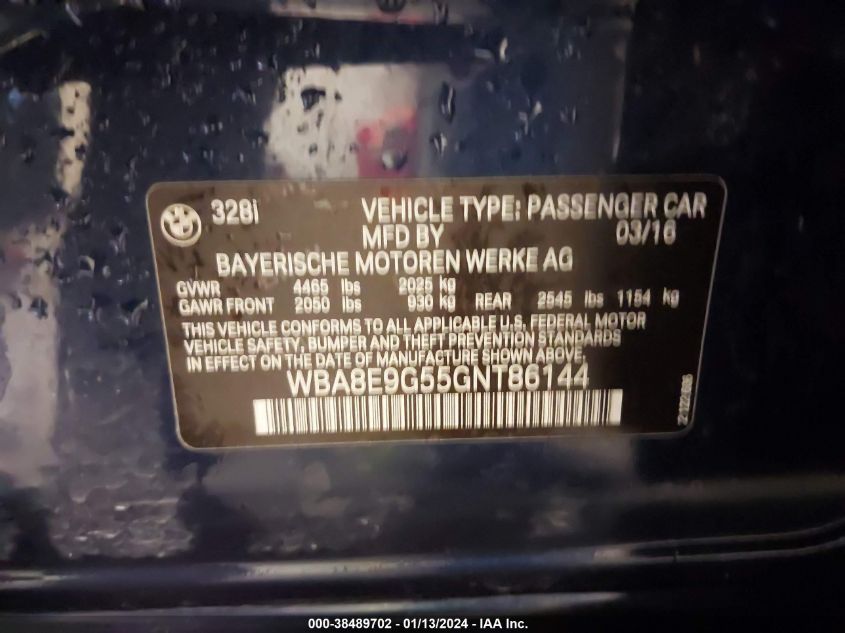 328i VEHICLE TYPE: PASSENGER CAR
MFD BY 03/16
BAYERISCHE MOTOREN WERKE AG
GVWR 4465 lbs 2025 kg
GAWR FRONT 2050 lbs 930 kg REAR 2545 lbs 1154 kg
THIS VEHICLE CONFORMS TO ALL APPLICABLE U.S. FEDERAL MOTOR
VEHICLE SAFETY, BUMPER AND THEFT PREVENTION STANDARDS
IN EFFECT ON THE DATE OF MANUFACTURE SHOWN ABOVE.
WBA8E9G55GNT86144
000-38489702 - 01/13/2024 - IAA Inc.